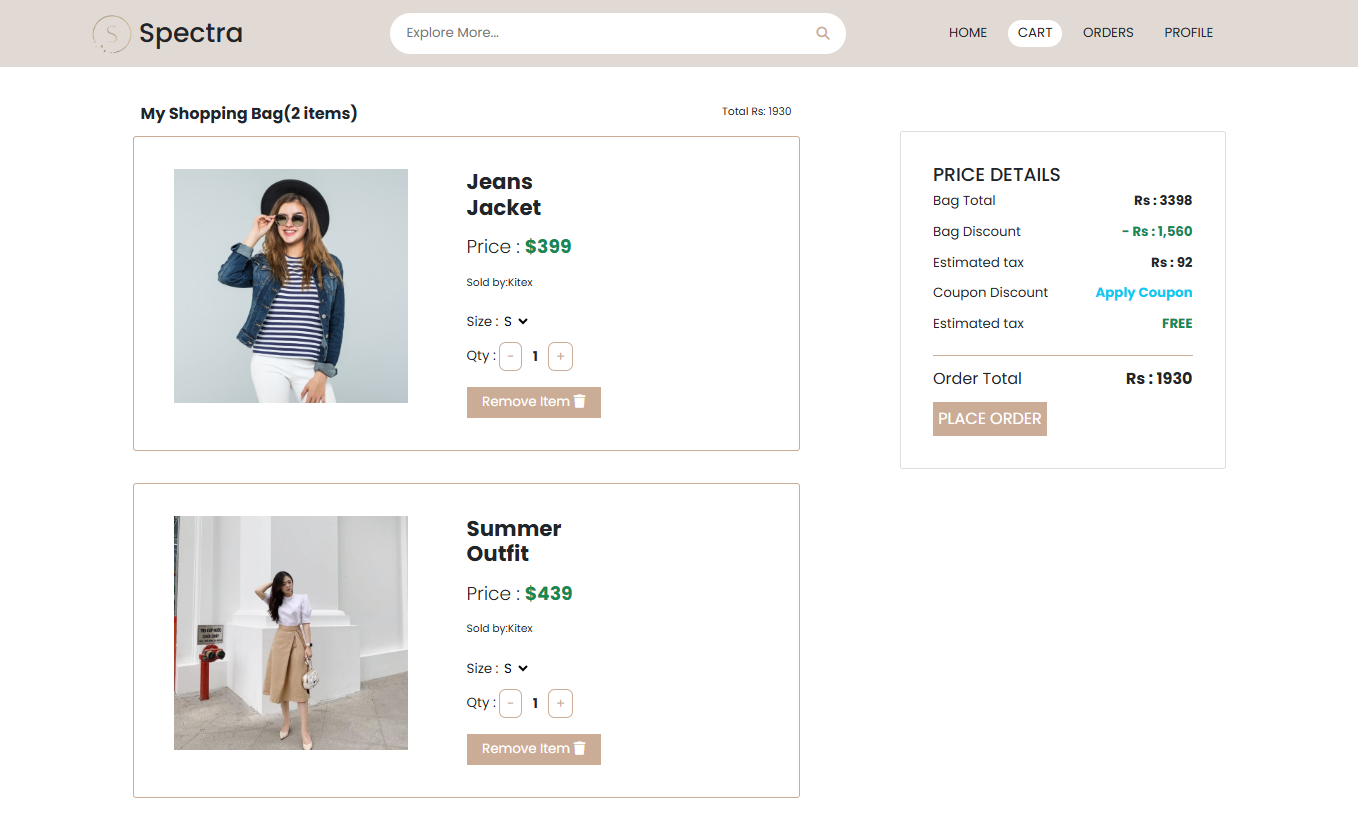 S Spectra
Explore More...
HOME CART ORDERS PROFILE
My Shopping Bag(2 items)
Total Rs: 1930
Jeans
Jacket
Price : $399
Sold by:Kitex
Size : S
Qty : - 1 +
Remove Item
Summer
Outfit
Price : $439
Sold by:Kitex
Size : S
Qty : - 1 +
Remove Item
PRICE DETAILS
Bag Total Rs : 3398
Bag Discount - Rs : 1,560
Estimated tax Rs : 92
Coupon Discount Apply Coupon
Estimated tax FREE
Order Total Rs : 1930
PLACE ORDER